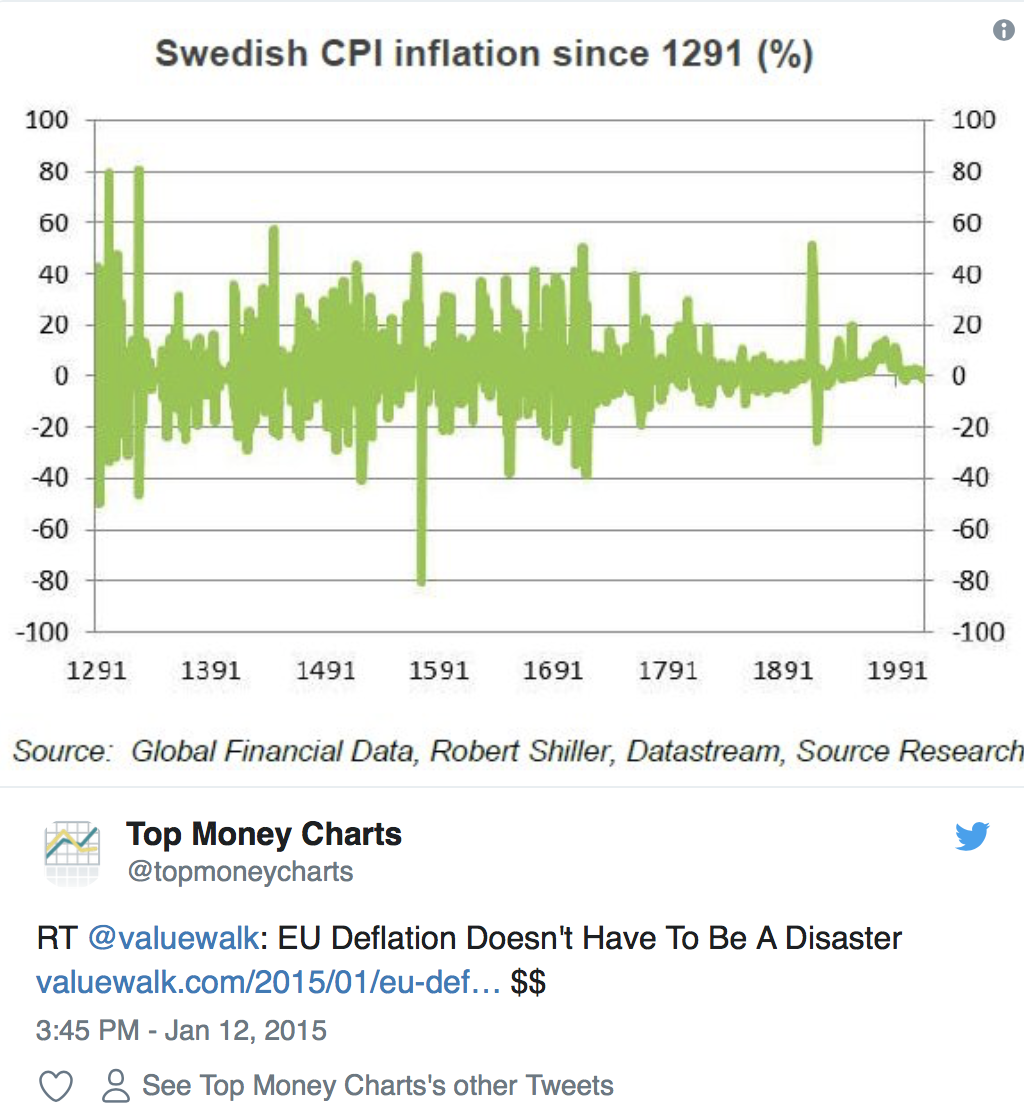 Swedish CPI inflation since 1291 (%)
100 100
80 80
60 60
40 40
20 20
0 0
-20 -20
-40 -40
-60 -60
-80 -80
-100 -100
1291 1391 1491 1591 1691 1791 1891 1991
Source: Global Financial Data, Robert Shiller, Datastream, Source Research
Top Money Charts
@topmoneycharts
RT @valuewalk: EU Deflation Doesn't Have To Be A Disaster
valuewalk.com/2015/01/eu-def… $$
3:45 PM - Jan 12, 2015
See Top Money Charts's other Tweets